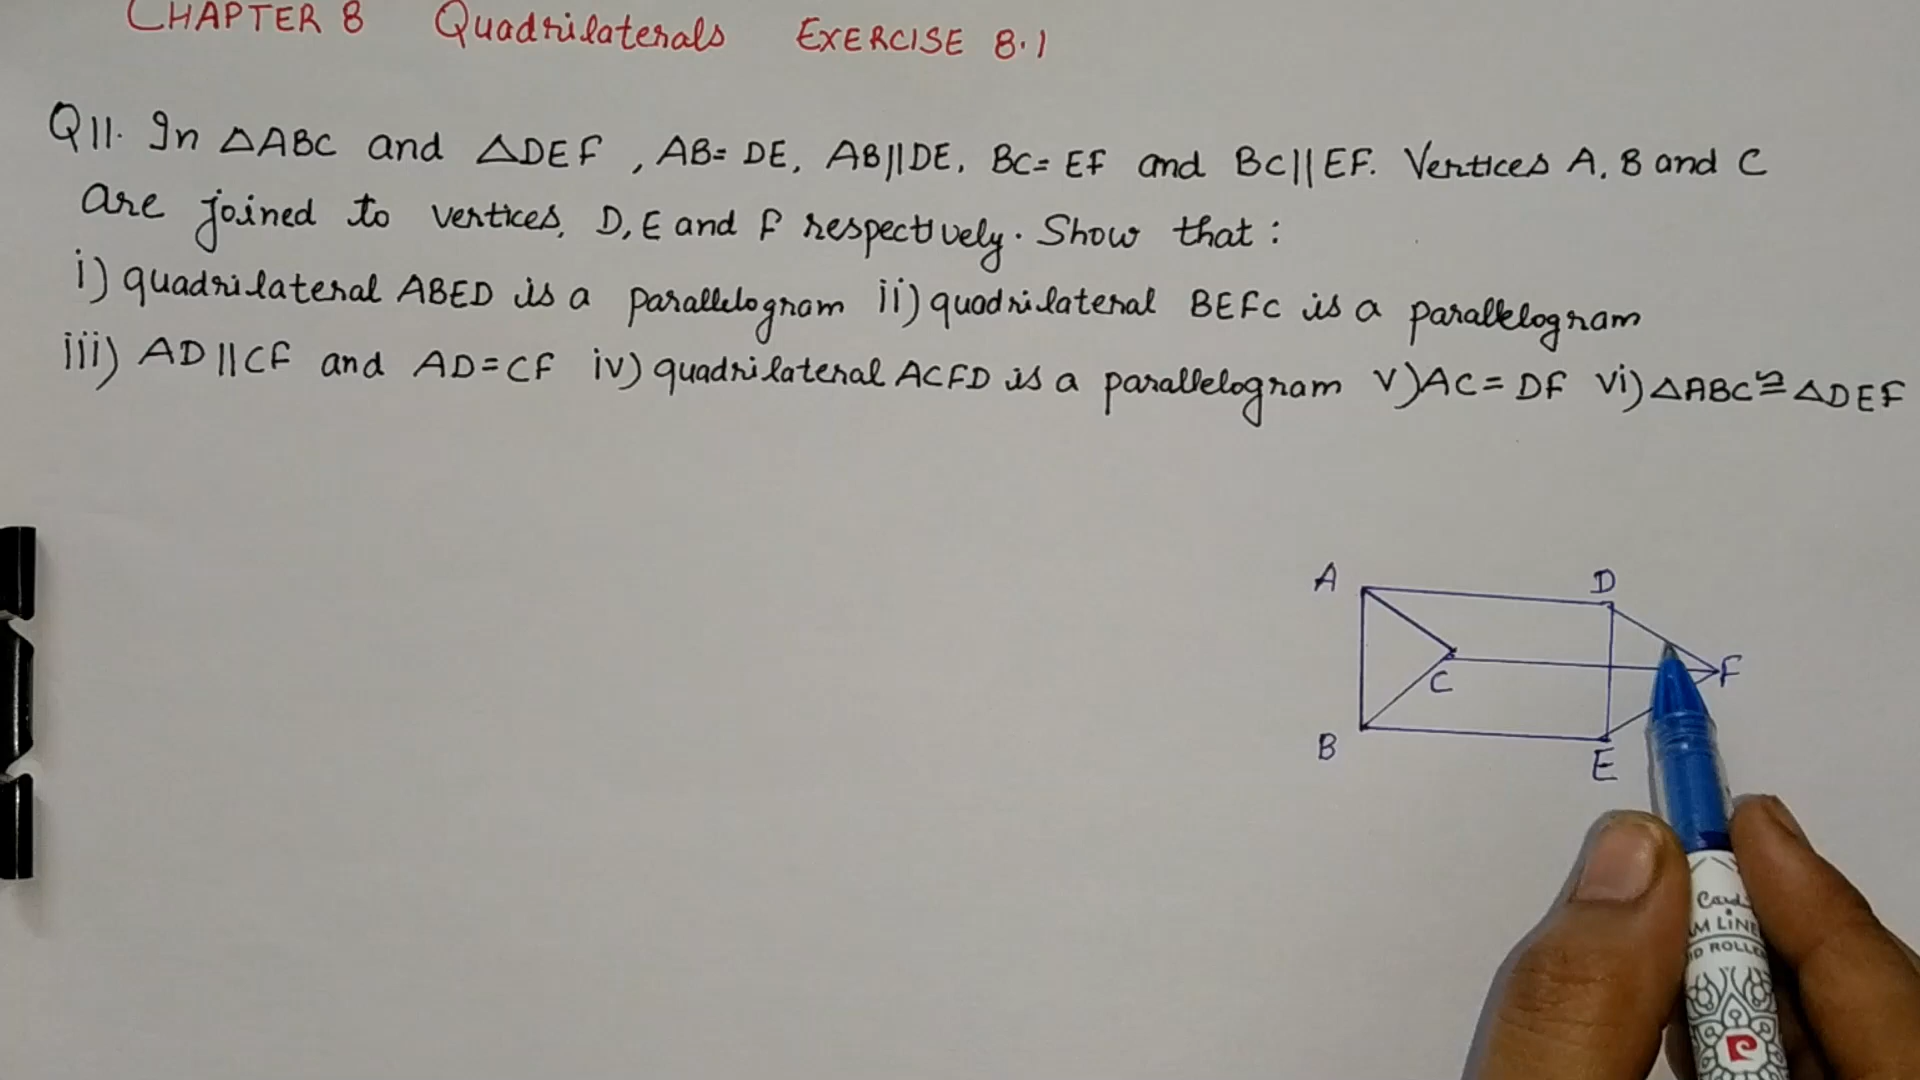 CHAPTER 8 Quadrilaterals EXERCISE 8.1
Q11. In △ABC and △DEF, AB= DE, AB||DE, BC= EF and BC||EF. Vertices A, B and C
are joined to vertices, D, E and F respectively. Show that :
i) quadrilateral ABED is a parallelogram ii) quadrilateral BEFC is a parallelogram
iii) AD||CF and AD=CF iv) quadrilateral ACFD is a parallelogram v) AC= DF vi) △ABC≅△DEF
A D
C F
B E